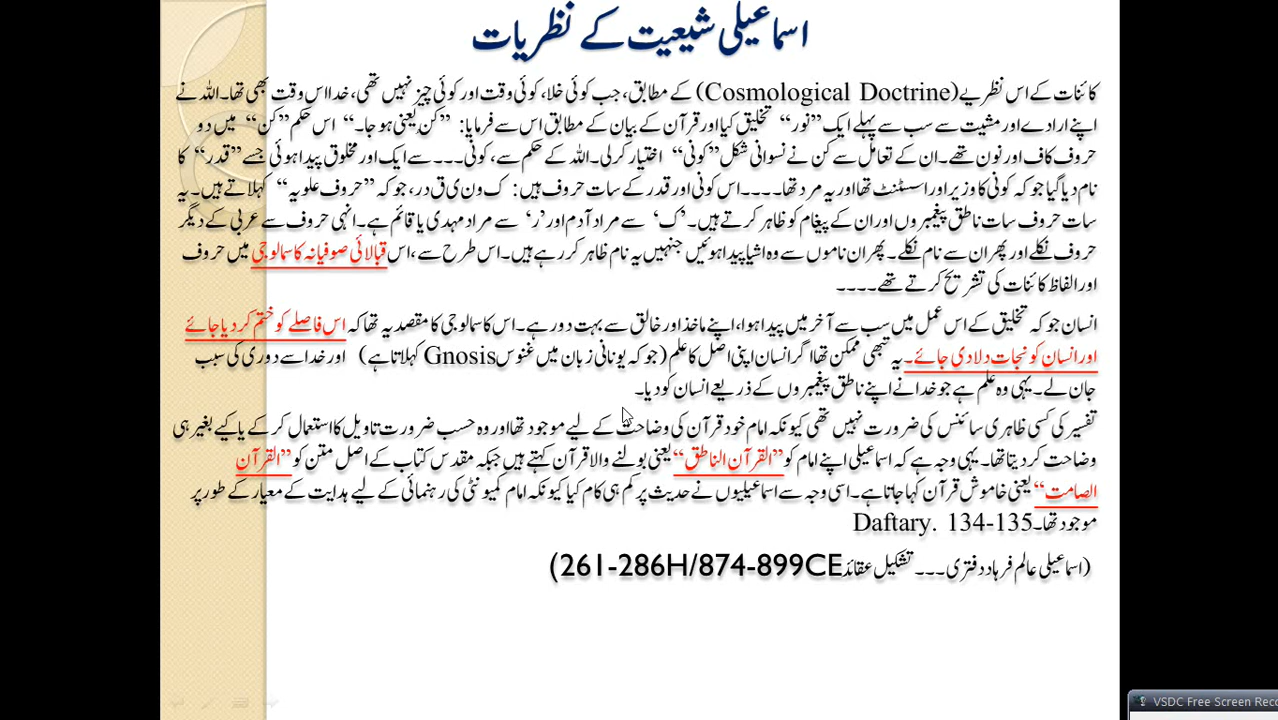 اسماعیلی شیعیت کے نظریات
کائنات کے اس نظریے(Cosmological Doctrine) کے مطابق، جب کوئی خلا، کوئی وقت اور کوئی چیز نہیں تھی، خدا اس وقت بھی تھا۔ اللہ نے
اپنے ارادے اور مشیت سے سب سے پہلے ایک ”نور“ تخلیق کیا اور قرآن کے بیان کے مطابق اس سے فرمایا: ”کن یعنی ہو جا۔“ اس حکم ”کن“ میں دو
حروف کاف اور نون تھے۔ ان کے تعامل سے کن نے نسوانی شکل ”کونی“ اختیار کرلی۔ اللہ کے حکم سے، کونی۔۔۔ سے ایک اور مخلوق پیدا ہوئی جسے ”قدر“ کا
نام دیا گیا جو کہ کونی کا وزیر اور اسسٹنٹ تھا اور یہ مرد تھا۔۔۔۔ اس کونی اور قدر کے سات حروف ہیں: ک و ن ی ق د ر، جو کہ ”حروف علویہ“ کہلاتے ہیں۔ یہ
سات حروف سات ناطق پیغمبروں اور ان کے پیغام کو ظاہر کرتے ہیں۔ ’ک‘ سے مراد آدم اور ’ر‘ سے مراد مہدی یا قائم ہے۔ انہی حروف سے عربی کے دیگر
حروف نکلے اور پھر ان سے نام نکلے۔ پھر ان ناموں سے وہ اشیا پیدا ہوئیں جنہیں یہ نام ظاہر کر رہے ہیں۔ اس طرح سے، اس قبالائی صوفیانہ کاسمالوجی میں حروف
اور الفاظ کائنات کی تشریح کرتے تھے۔۔۔۔
انسان جو کہ تخلیق کے اس عمل میں سب سے آخر میں پیدا ہوا، اپنے ماخذ اور خالق سے بہت دور ہے۔ اس کاسمالوجی کا مقصد یہ تھا کہ اس فاصلے کو ختم کر دیا جائے
اور انسان کو نجات دلا دی جائے۔ یہ تبھی ممکن تھا اگر انسان اپنی اصل کا علم (جو کہ یونانی زبان میں غنوس Gnosis کہلاتا ہے) اور خدا سے دوری کی سبب
جان لے۔ یہی وہ علم ہے جو خدا نے اپنے ناطق پیغمبروں کے ذریعے انسان کو دیا۔
تفسیر کی کسی ظاہری سائنس کی ضرورت نہیں تھی کیونکہ امام خود قرآن کی وضاحت کے لیے موجود تھا اور وہ حسب ضرورت تاویل کا استعمال کر کے یا کیے بغیر ہی
وضاحت کر دیتا تھا۔ یہی وجہ ہے کہ اسماعیلی اپنے امام کو ”القرآن الناطق“ یعنی بولنے والا قرآن کہتے ہیں جبکہ مقدس کتاب کے اصل متن کو ”القرآن
الصامت“ یعنی خاموش قرآن کہا جاتا ہے۔ اسی وجہ سے اسماعیلیوں نے حدیث پر کم ہی کام کیا کیونکہ امام کمیونٹی کی رہنمائی کے لیے ہدایت کے معیار کے طور پر
موجود تھا۔ Daftary. 134-135
(اسماعیلی عالم فرہاد دفتری۔۔۔ تشکیل عقائد 261-286H/874-899CE)
VSDC Free Screen Reco